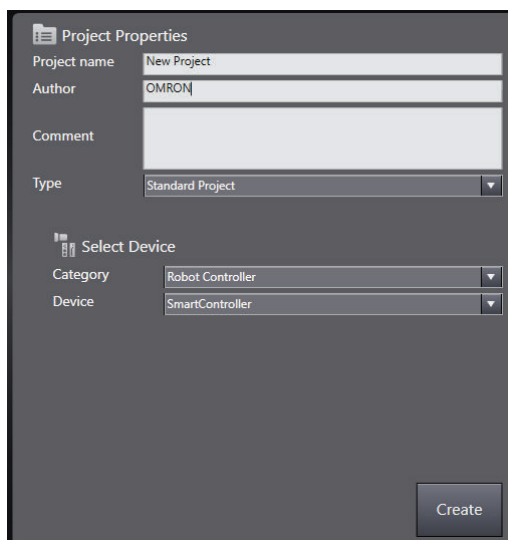 Project Properties
Project name New Project
Author OMRON
Comment
Type Standard Project
Select Device
Category Robot Controller
Device SmartController
Create